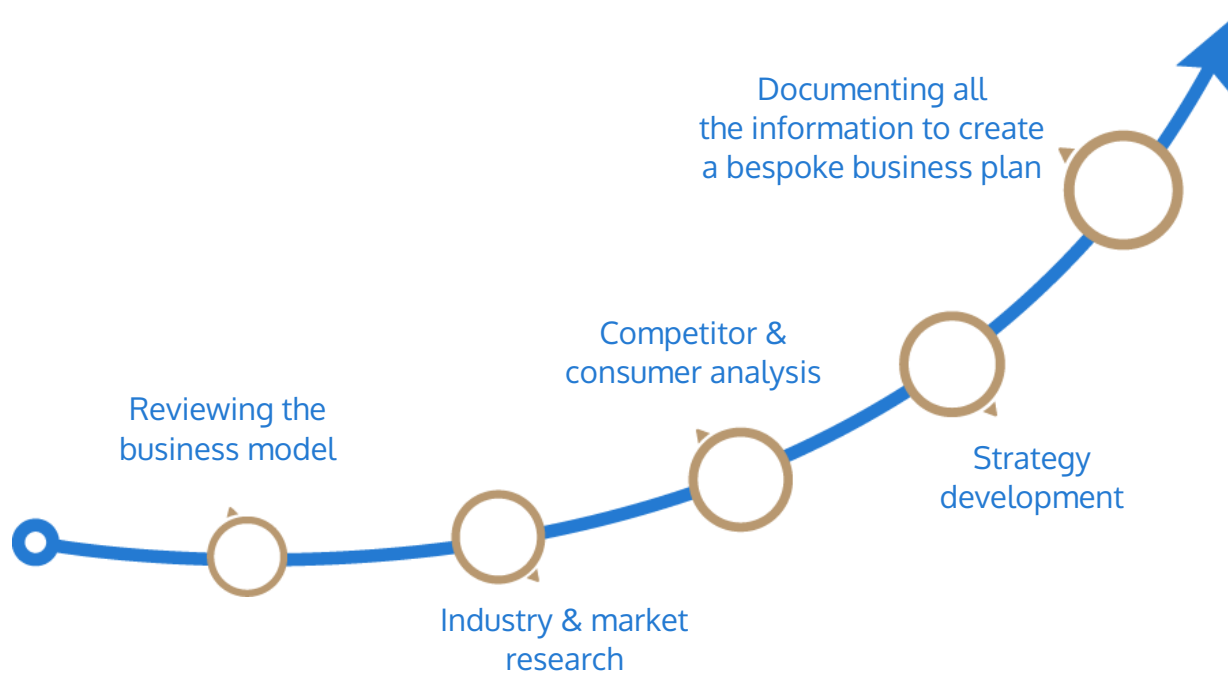 Documenting all
the information to create
a bespoke business plan
Competitor &
consumer analysis
Reviewing the
business model
Strategy
development
Industry & market
research